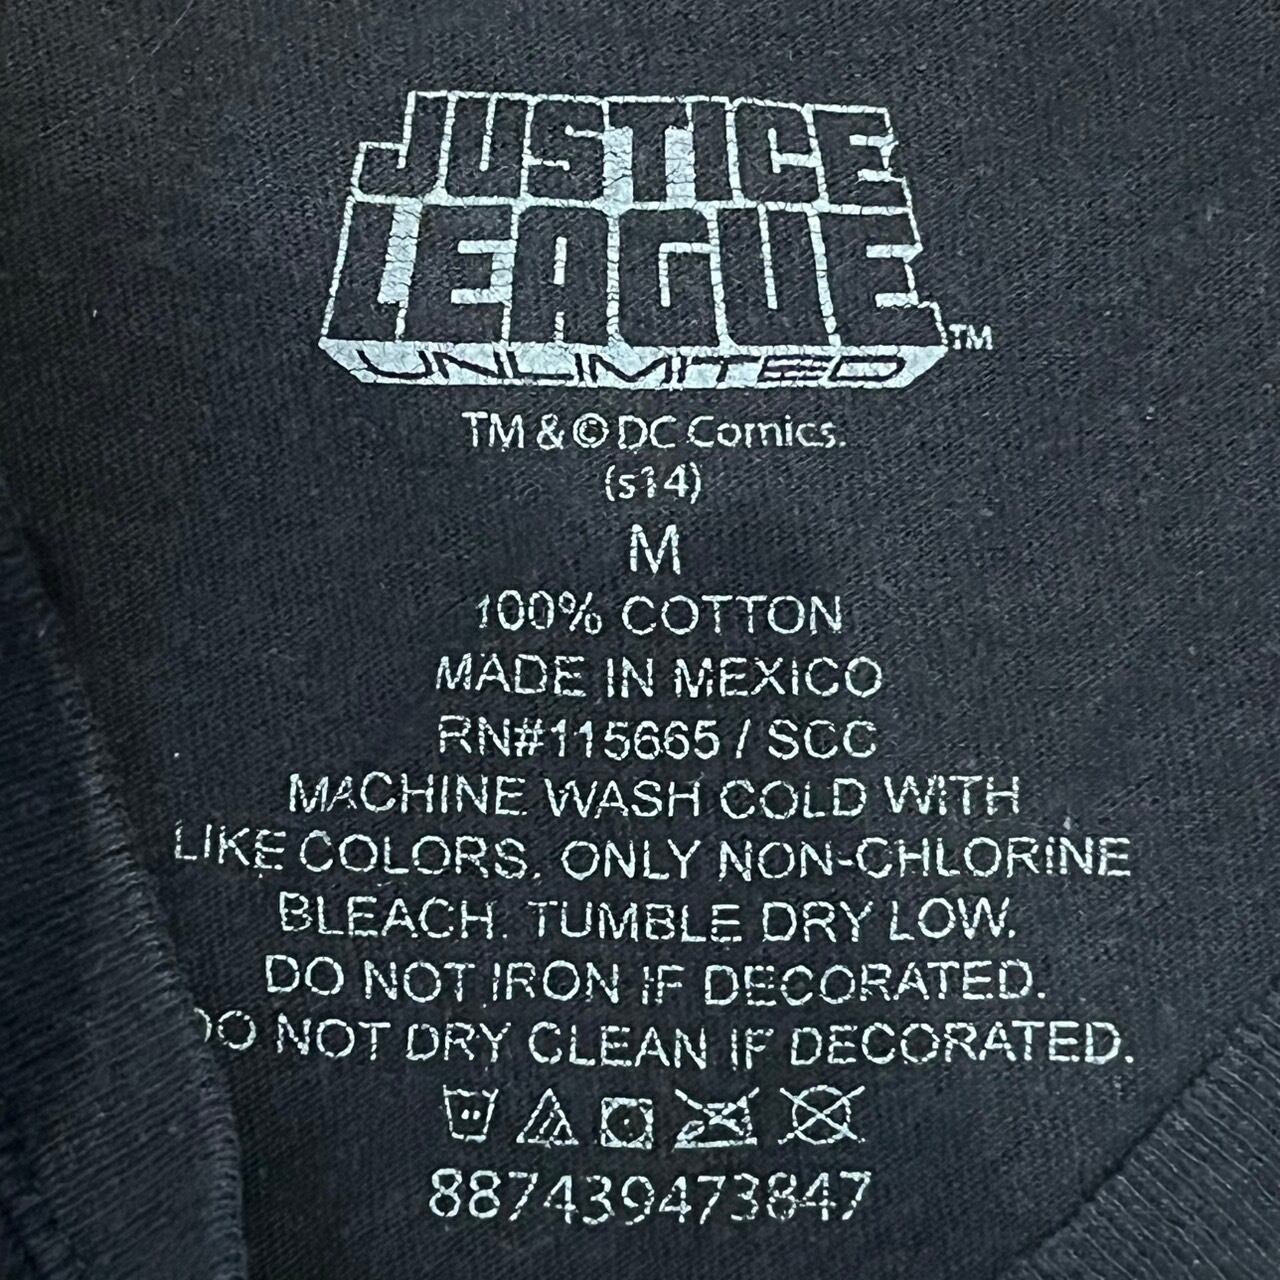 JUSTICE
LEAGUE
UNLIMITED TM
TM & © DC Comics.
(s14)
M
100% COTTON
MADE IN MEXICO
RN#115665 / SCC
MACHINE WASH COLD WITH
LIKE COLORS. ONLY NON-CHLORINE
BLEACH. TUMBLE DRY LOW.
DO NOT IRON IF DECORATED.
DO NOT DRY CLEAN IF DECORATED.
887439473847